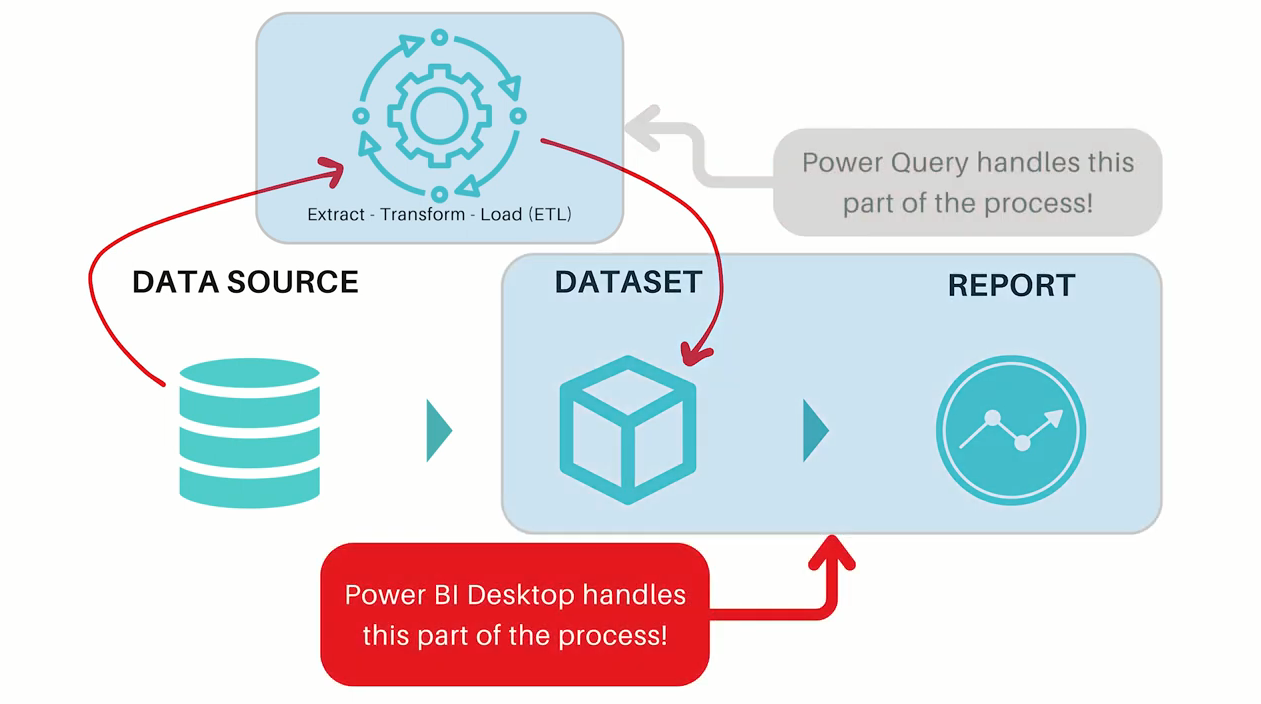 Extract - Transform - Load (ETL)
Power Query handles this
part of the process!
DATA SOURCE
DATASET
REPORT
Power BI Desktop handles
this part of the process!